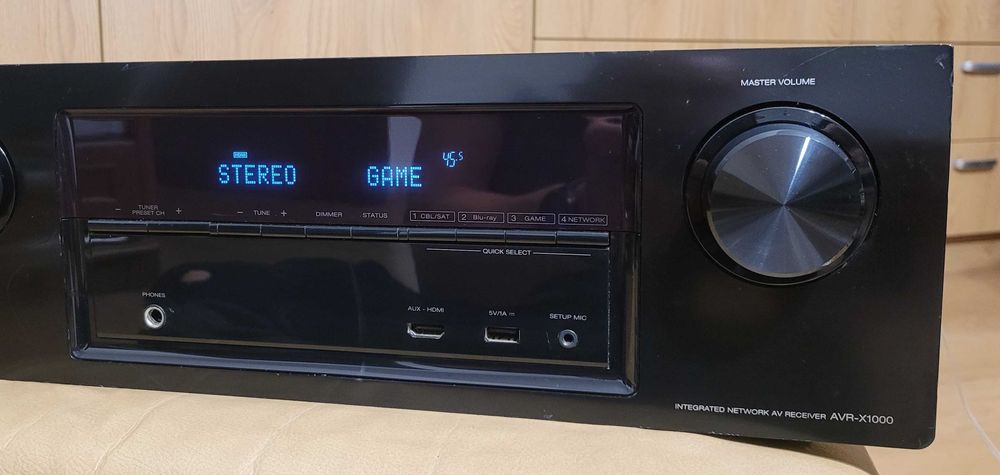 MASTER VOLUME
HDMI
STEREO GAME 45.5
− TUNER PRESET CH + − TUNE + DIMMER STATUS 1 CBL/SAT 2 Blu-ray 3 GAME 4 NETWORK
QUICK SELECT
PHONES AUX - HDMI 5V/1A ⎓ SETUP MIC
INTEGRATED NETWORK AV RECEIVER AVR-X1000